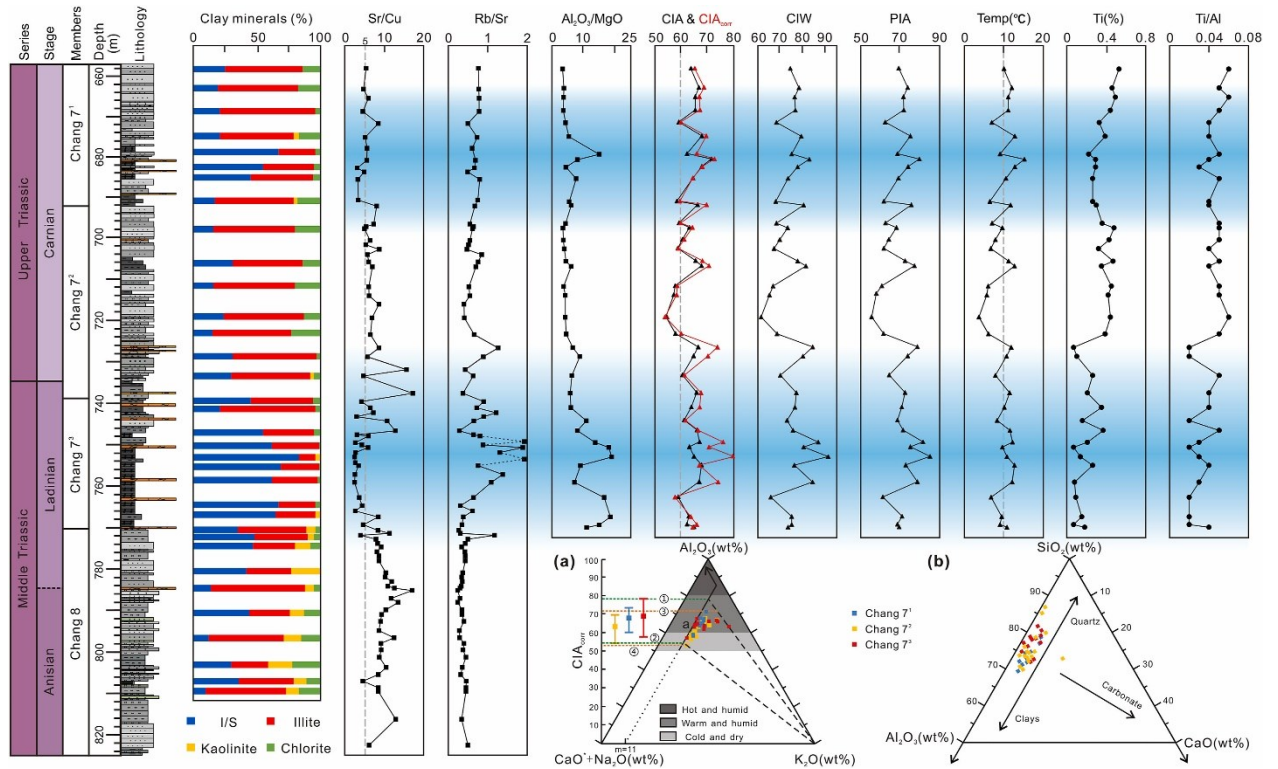 Series
Stage
Members
Depth (m)
Lithology
Clay minerals (%)
0 50 100
Sr/Cu
0 5 10 20
Rb/Sr
0 1 2
Al₂O₃/MgO
0 5 15 25
CIA & CIAcorr
50 60 70 80
CIW
60 70 80 90
PIA
50 70 90
Temp(℃)
0 10 20
Ti(%)
0 0.4 0.8
Ti/Al
0 0.04 0.08
Upper Triassic
Middle Triassic
Carnian
Ladinian
Anisian
Chang 7¹
Chang 7²
Chang 7³
Chang 8
660
680
700
720
740
760
780
800
820
I/S
Illite
Kaolinite
Chlorite
(a)
Al₂O₃(wt%)
CIAcorr
100
90
80
70
60
50
40
30
20
10
0
①
③
②
④
a
Chang 7¹
Chang 7²
Chang 7³
Hot and humid
Warm and humid
Cold and dry
m=11
CaO*+Na₂O(wt%)
K₂O(wt%)
(b)
SiO₂(wt%)
90
80
70
60
10
20
30
40
Quartz
Carbonate
Clays
Al₂O₃(wt%)
CaO(wt%)